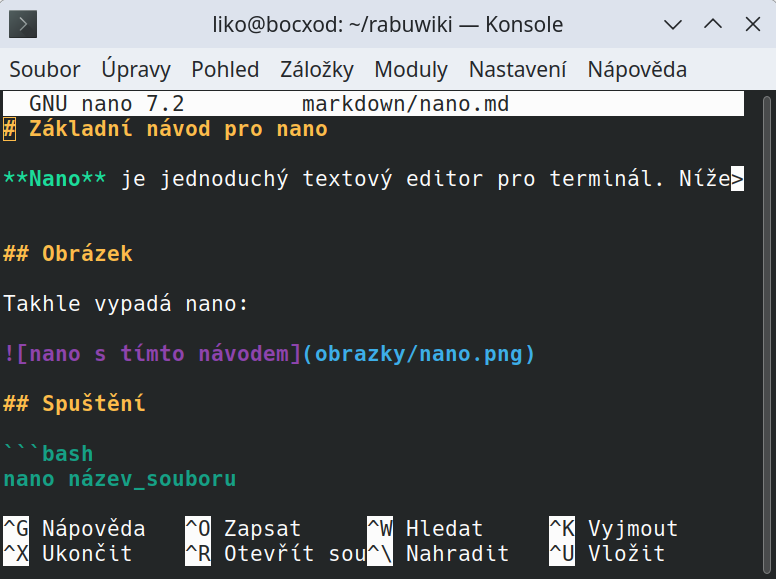 liko@bocxod: ~/rabuwiki — Konsole
Soubor Úpravy Pohled Záložky Moduly Nastavení Nápověda
GNU nano 7.2 markdown/nano.md
# Základní návod pro nano
**Nano** je jednoduchý textový editor pro terminál. Níže>
## Obrázek
Takhle vypadá nano:
![nano s tímto návodem](obrazky/nano.png)
## Spuštění
```bash
nano název_souboru
^G Nápověda ^O Zapsat ^W Hledat ^K Vyjmout
^X Ukončit ^R Otevřít sou^\ Nahradit ^U Vložit